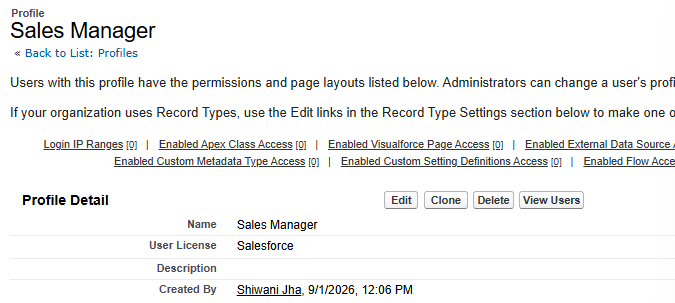 Profile
Sales Manager
« Back to List: Profiles
Users with this profile have the permissions and page layouts listed below. Administrators can change a user's profi
If your organization uses Record Types, use the Edit links in the Record Type Settings section below to make one o
Login IP Ranges [0] | Enabled Apex Class Access [0] | Enabled Visualforce Page Access [0] | Enabled External Data Source
Enabled Custom Metadata Type Access [0] | Enabled Custom Setting Definitions Access [0] | Enabled Flow Acce
Profile Detail Edit Clone Delete View Users
Name Sales Manager
User License Salesforce
Description
Created By Shiwani Jha, 9/1/2026, 12:06 PM